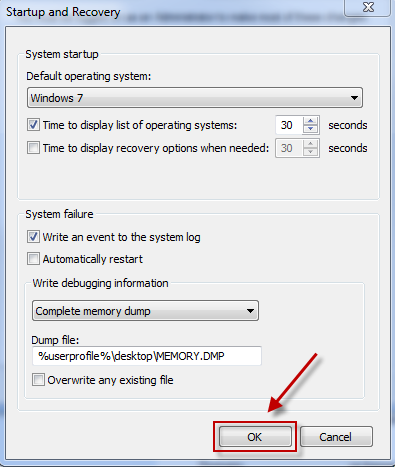 Startup and Recovery
System startup
Default operating system:
Windows 7
Time to display list of operating systems: 30 seconds
Time to display recovery options when needed: 30 seconds
System failure
Write an event to the system log
Automatically restart
Write debugging information
Complete memory dump
Dump file:
%userprofile%\desktop\MEMORY.DMP
Overwrite any existing file
OK Cancel